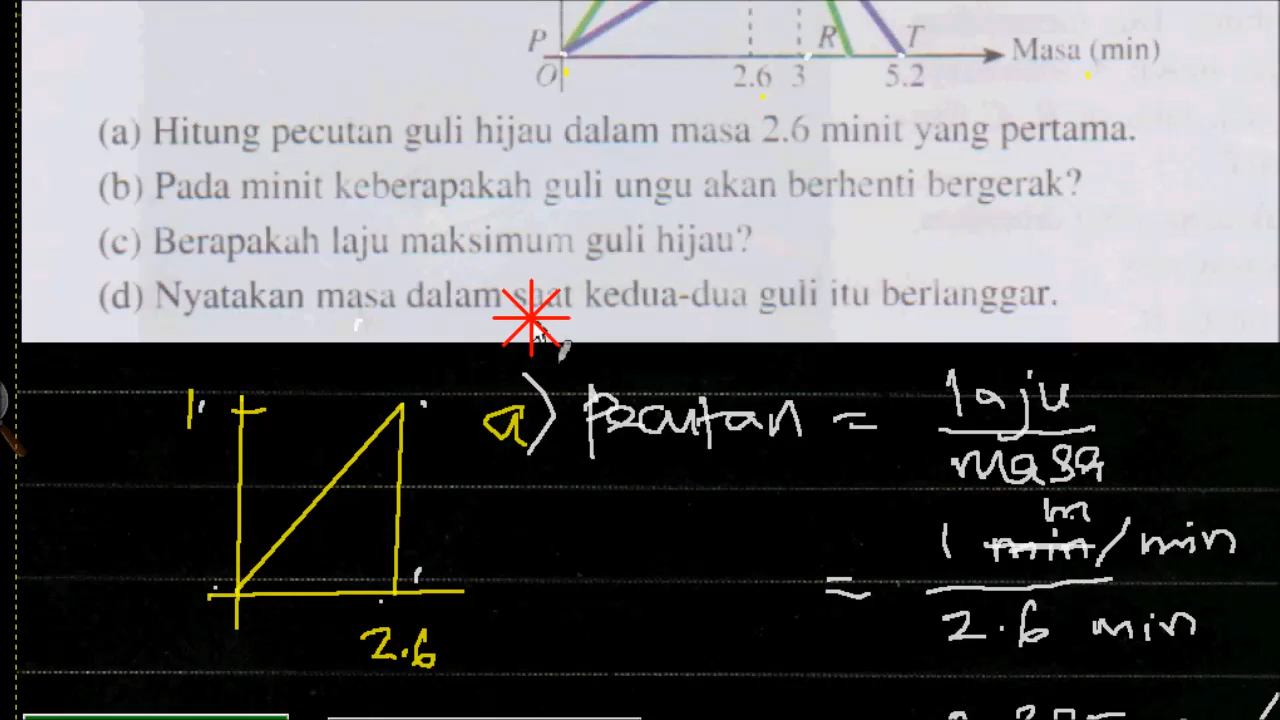 P R T Masa (min)
O 2.6 3 5.2
(a) Hitung pecutan guli hijau dalam masa 2.6 minit yang pertama.
(b) Pada minit keberapakah guli ungu akan berhenti bergerak?
(c) Berapakah laju maksimum guli hijau?
(d) Nyatakan masa dalam saat kedua-dua guli itu berlanggar.
1 a) Pecutan = laju
masa
= 1 m/min
2.6 min
2.6